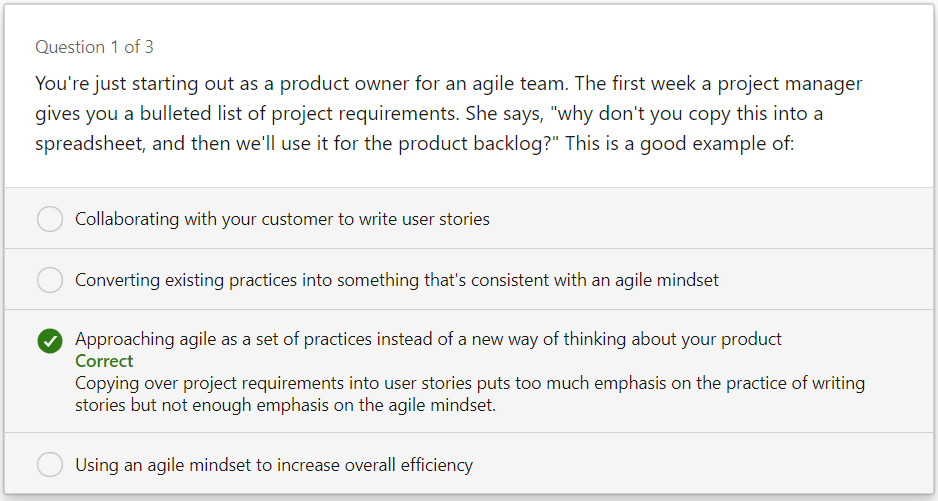 Question 1 of 3
You're just starting out as a product owner for an agile team. The first week a project manager
gives you a bulleted list of project requirements. She says, "why don't you copy this into a
spreadsheet, and then we'll use it for the product backlog?" This is a good example of:
Collaborating with your customer to write user stories
Converting existing practices into something that's consistent with an agile mindset
Approaching agile as a set of practices instead of a new way of thinking about your product
Correct
Copying over project requirements into user stories puts too much emphasis on the practice of writing
stories but not enough emphasis on the agile mindset.
Using an agile mindset to increase overall efficiency